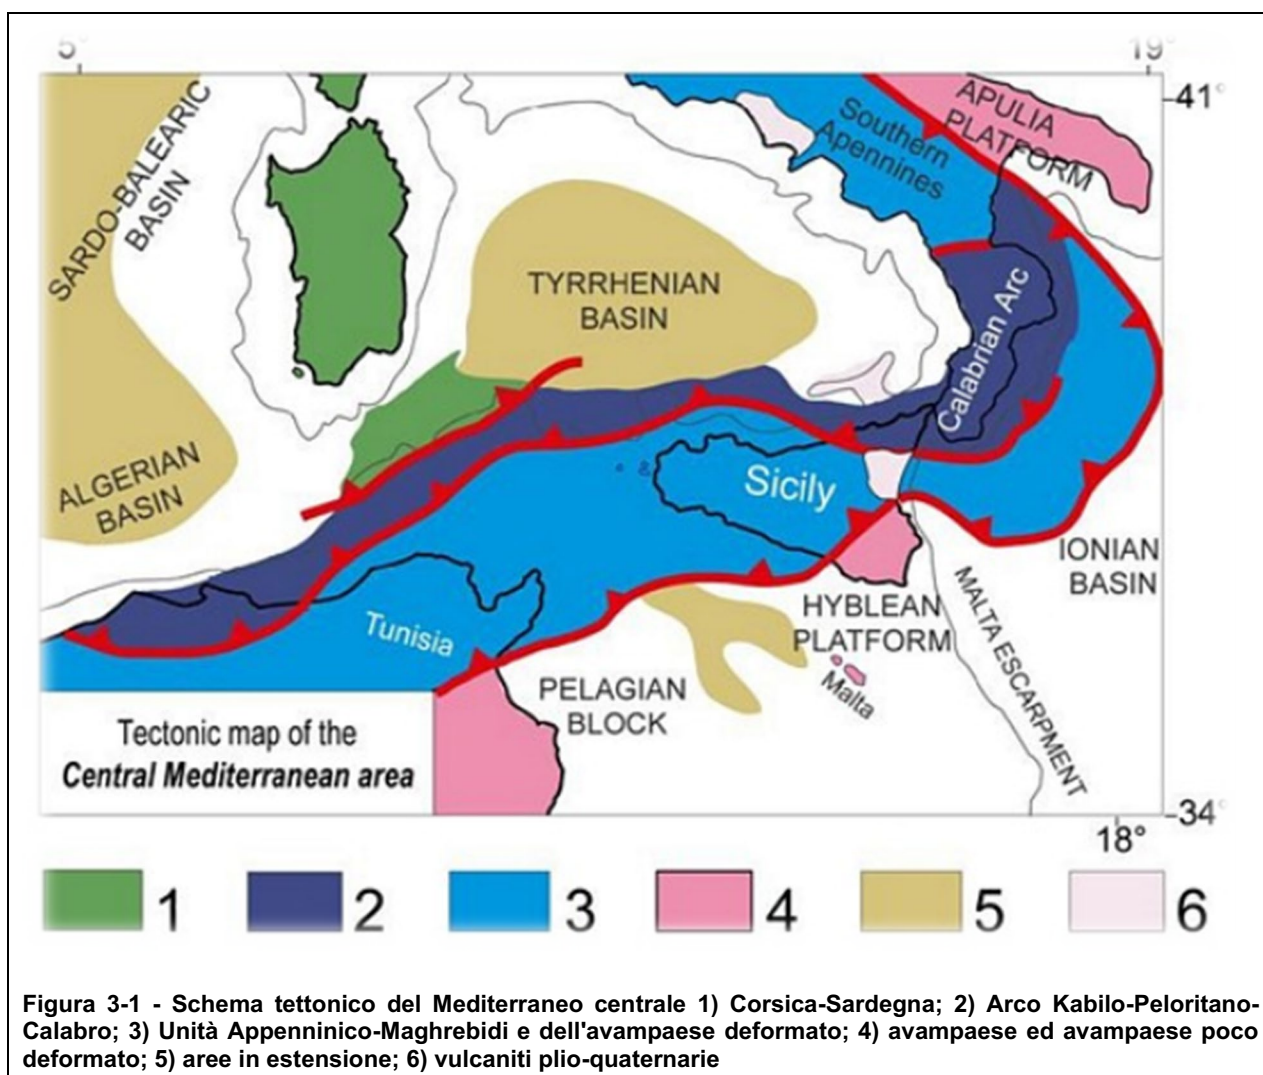 5°
19°
41°
SARDO-BALEARIC
BASIN
APULIA
PLATFORM
Southern
Apennines
TYRRHENIAN
BASIN
Calabrian Arc
ALGERIAN
BASIN
Sicily
IONIAN
BASIN
Tunisia
HYBLEAN
PLATFORM
MALTA ESCARPMENT
Malta
PELAGIAN
BLOCK
Tectonic map of the
Central Mediterranean area
34°
18°
1 2 3 4 5 6
Figura 3-1 - Schema tettonico del Mediterraneo centrale 1) Corsica-Sardegna; 2) Arco Kabilo-Peloritano-
Calabro; 3) Unità Appenninico-Maghrebidi e dell'avampaese deformato; 4) avampaese ed avampaese poco
deformato; 5) aree in estensione; 6) vulcaniti plio-quaternarie